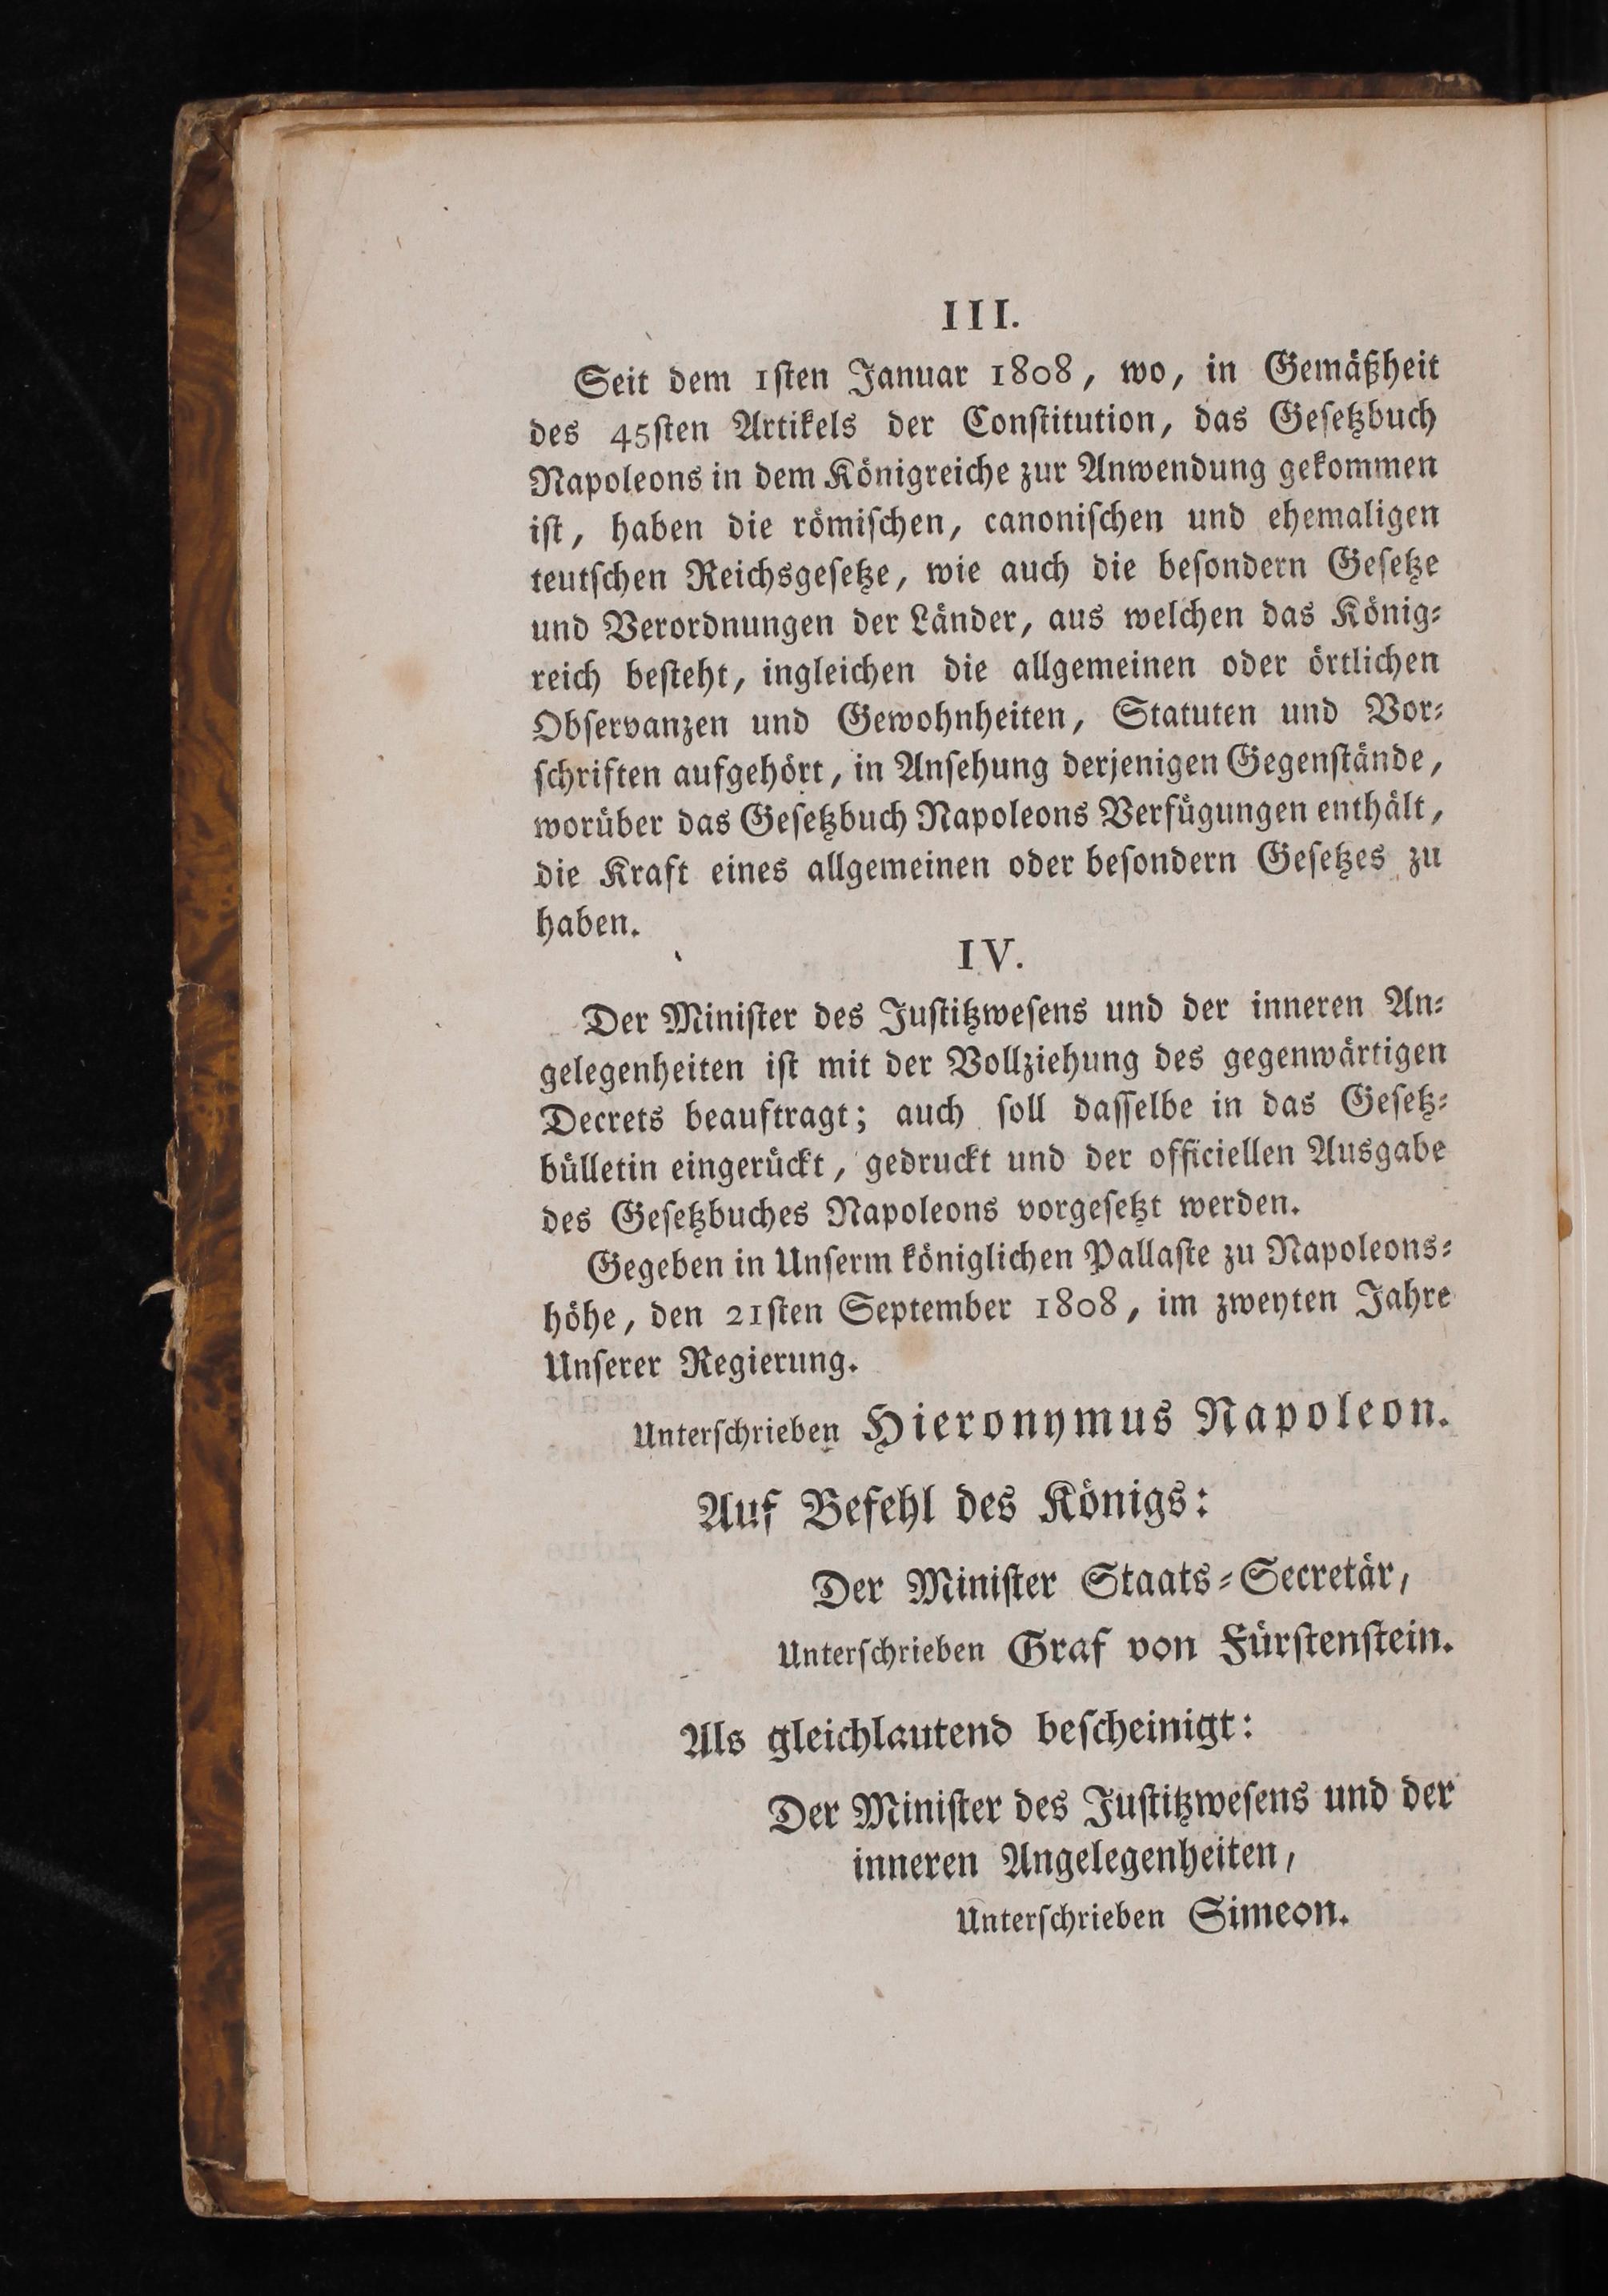 III.
Seit dem 1sten Januar 1808, wo, in Gemäßheit
des 45sten Artikels der Constitution, das Gesetzbuch
Napoleons in dem Königreiche zur Anwendung gekommen
ist, haben die römischen, canonischen und ehemaligen
teutschen Reichsgesetze, wie auch die besondern Gesetze
und Verordnungen der Länder, aus welchen das König-
reich besteht, ingleichen die allgemeinen oder örtlichen
Observanzen und Gewohnheiten, Statuten und Vor-
schriften aufgehört, in Ansehung derjenigen Gegenstände,
worüber das Gesetzbuch Napoleons Verfügungen enthält,
die Kraft eines allgemeinen oder besondern Gesetzes zu
haben.
IV.
Der Minister des Justitzwesens und der inneren An-
gelegenheiten ist mit der Vollziehung des gegenwärtigen
Decrets beauftragt; auch soll dasselbe in das Gesetz-
bülletin eingerückt, gedruckt und der officiellen Ausgabe
des Gesetzbuches Napoleons vorgesetzt werden.
Gegeben in Unserm königlichen Pallaste zu Napoleons-
höhe, den 21sten September 1808, im zweyten Jahre
Unserer Regierung.
Unterschrieben Hieronymus Napoleon.
Auf Befehl des Königs:
Der Minister Staats-Secretär,
Unterschrieben Graf von Fürstenstein.
Als gleichlautend bescheinigt:
Der Minister des Justitzwesens und der
inneren Angelegenheiten,
Unterschrieben Simeon.